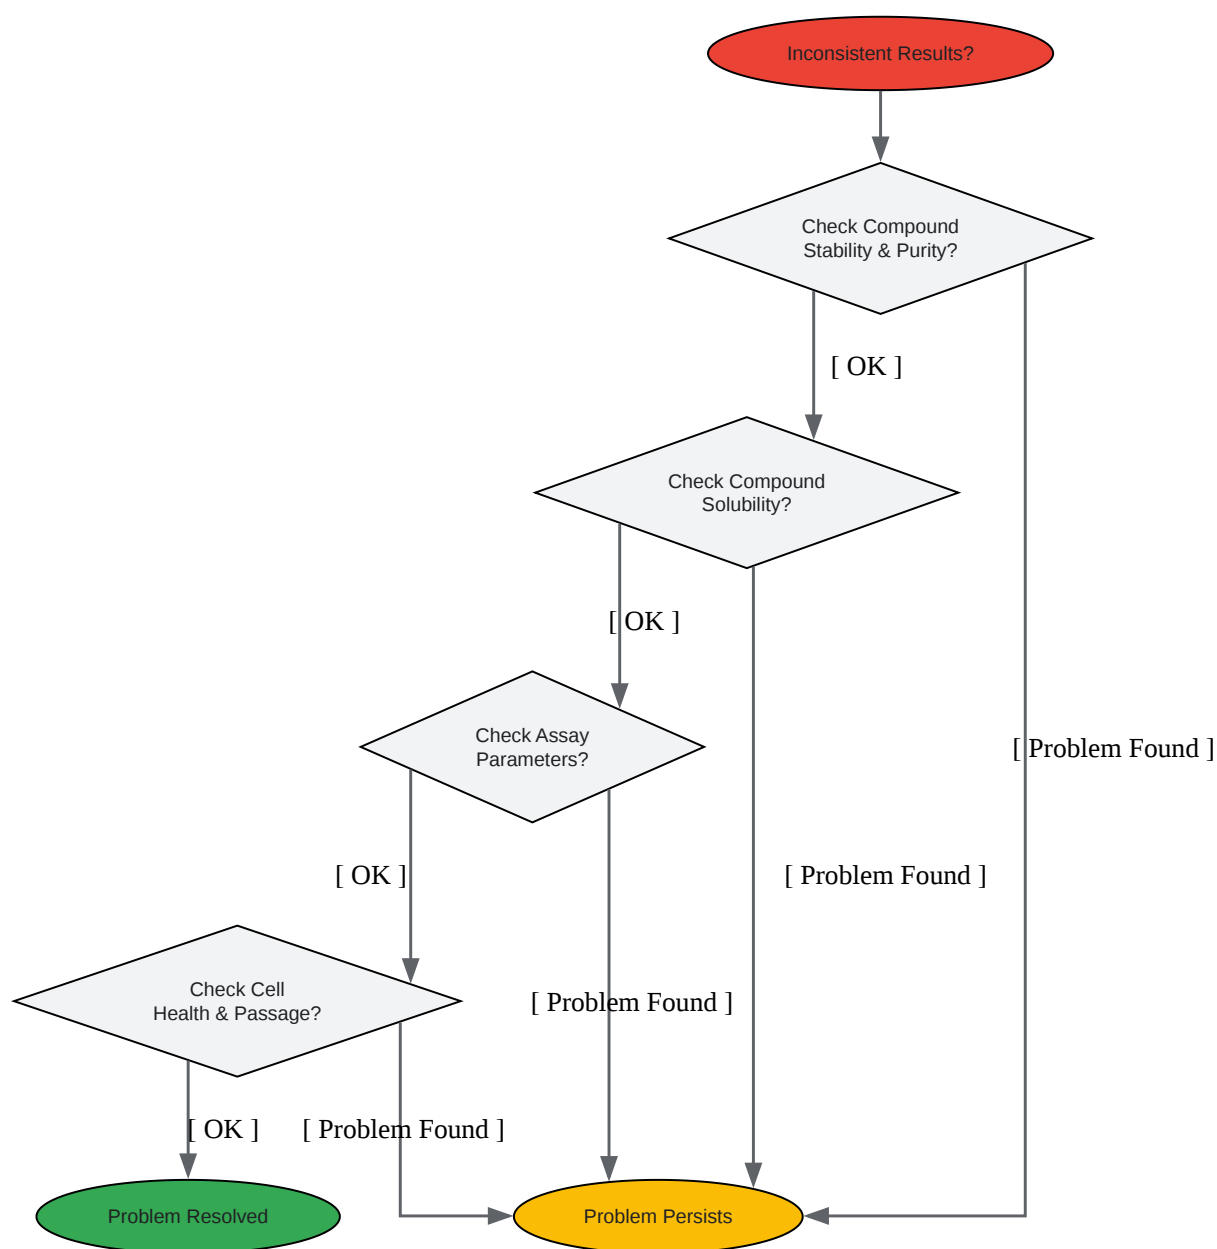 Inconsistent Results?
Check Compound
Stability & Purity?
[ OK ]
Check Compound
Solubility?
[ OK ]
Check Assay
Parameters?
[ Problem Found ]
[ OK ]
[ Problem Found ]
Check Cell
Health & Passage?
[ Problem Found ]
[ OK ]
[ Problem Found ]
Problem Resolved
Problem Persists